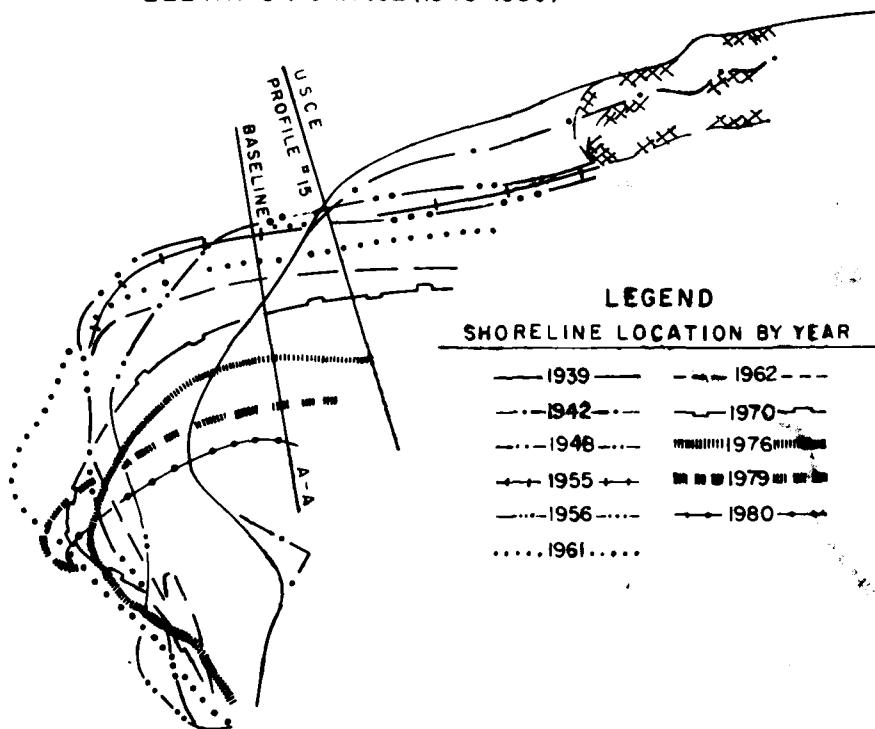 USCE
PROFILE #15
BASELINE
A-A
LEGEND
SHORELINE LOCATION BY YEAR
1939
1962
1942
1970
1948
1976
1955
1979
1956
1980
1961